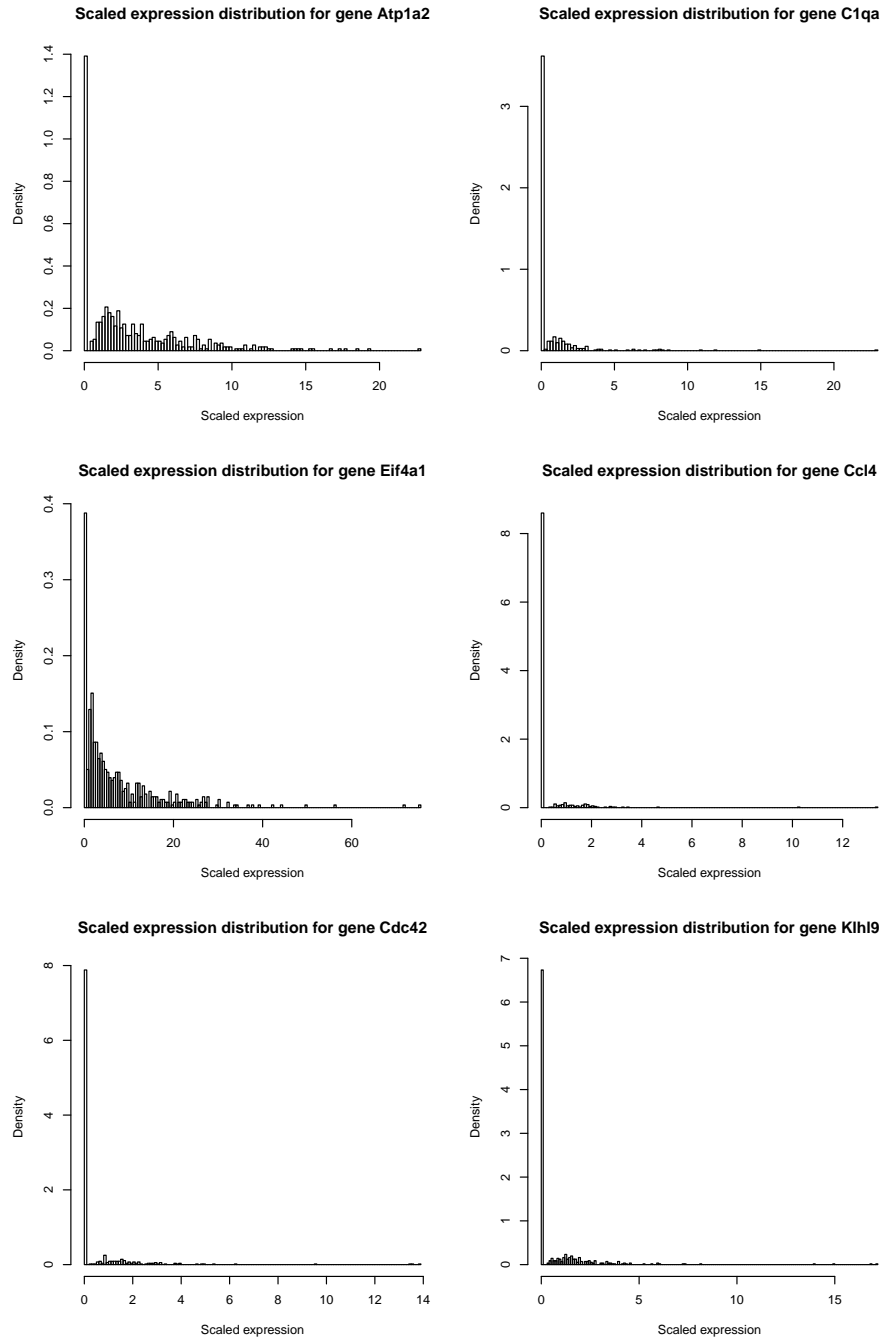 Scaled expression distribution for gene Atp1a2
1.4
1.2
1.0
0.8
0.6
0.4
0.2
0.0
Density
0 5 10 15 20
Scaled expression
Scaled expression distribution for gene C1qa
3
2
1
0
Density
0 5 10 15 20
Scaled expression
Scaled expression distribution for gene Eif4a1
0.4
0.3
0.2
0.1
0.0
Density
0 20 40 60
Scaled expression
Scaled expression distribution for gene Ccl4
8
6
4
2
0
Density
0 2 4 6 8 10 12
Scaled expression
Scaled expression distribution for gene Cdc42
8
6
4
2
0
Density
0 2 4 6 8 10 12 14
Scaled expression
Scaled expression distribution for gene Klhl9
7
6
5
4
3
2
1
0
Density
0 5 10 15
Scaled expression